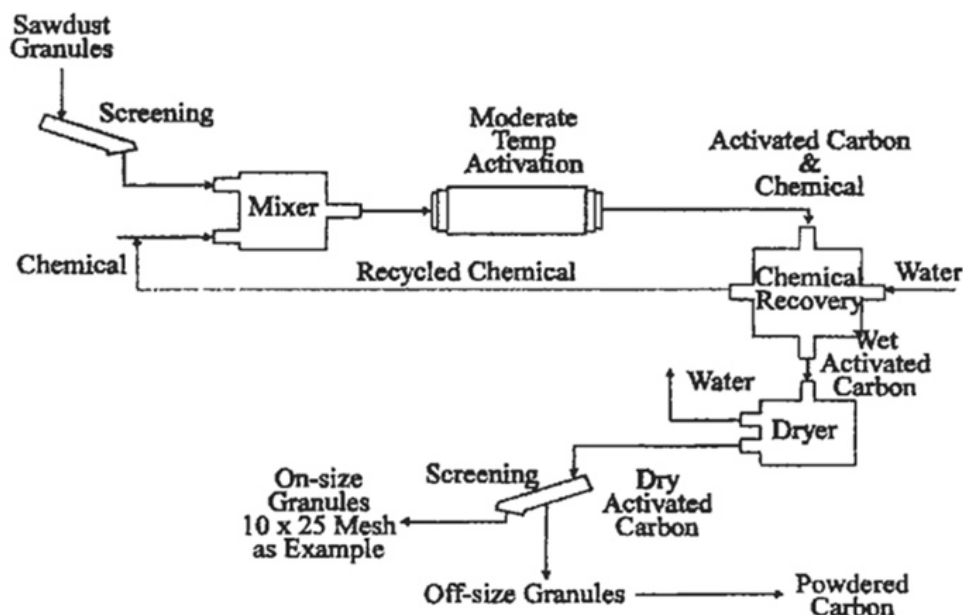 Sawdust
Granules
Screening
Mixer
Moderate
Temp
Activation
Activated Carbon
&
Chemical
Chemical
Recycled Chemical
Chemical
Recovery
Water
Wet
Activated
Carbon
Water
Dryer
Screening
Dry
Activated
Carbon
On-size
Granules
10 x 25 Mesh
as Example
Off-size Granules
Powdered
Carbon